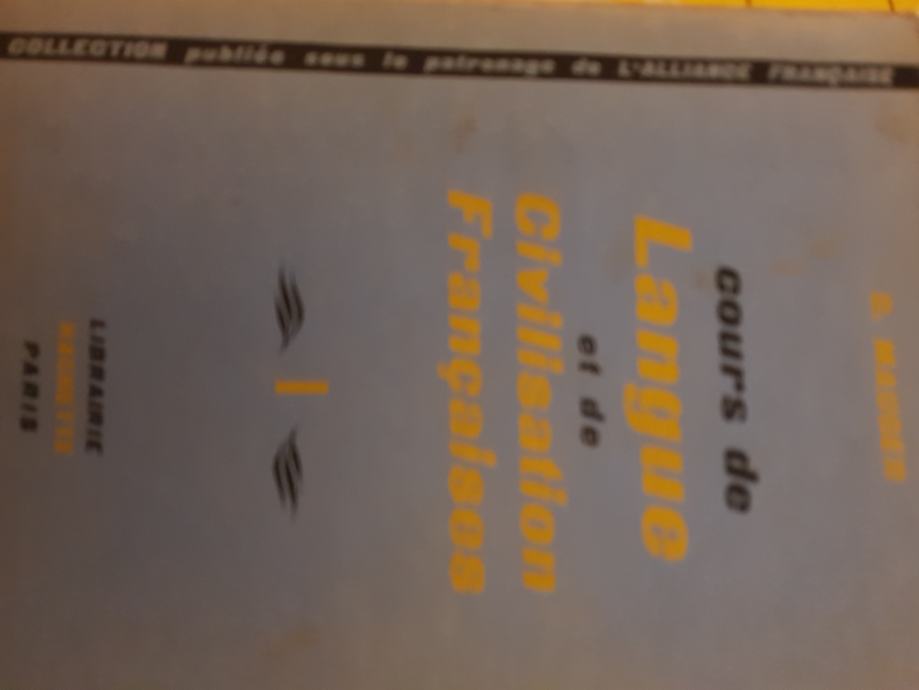 G. MAUGER
cours de
Langue
et de
Civilisation
Françaises
I
LIBRAIRIE
HACHETTE
PARIS
COLLECTION publiée sous le patronage de L'ALLIANCE FRANÇAISE